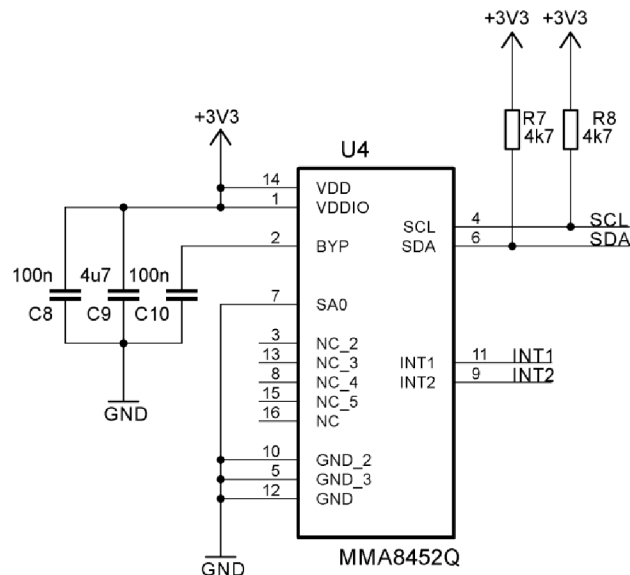 +3V3 +3V3
R7 R8
4k7 4k7
+3V3
U4
14 VDD
1 VDDIO
SCL 4 SCL
2 BYP SDA 6 SDA
100n 4u7 100n
C8 C9 C10
7 SA0
3 NC_2
13 NC_3 INT1 11 INT1
8 NC_4 INT2 9 INT2
15 NC_5
16 NC
GND
10 GND_2
5 GND_3
12 GND
MMA8452Q
GND